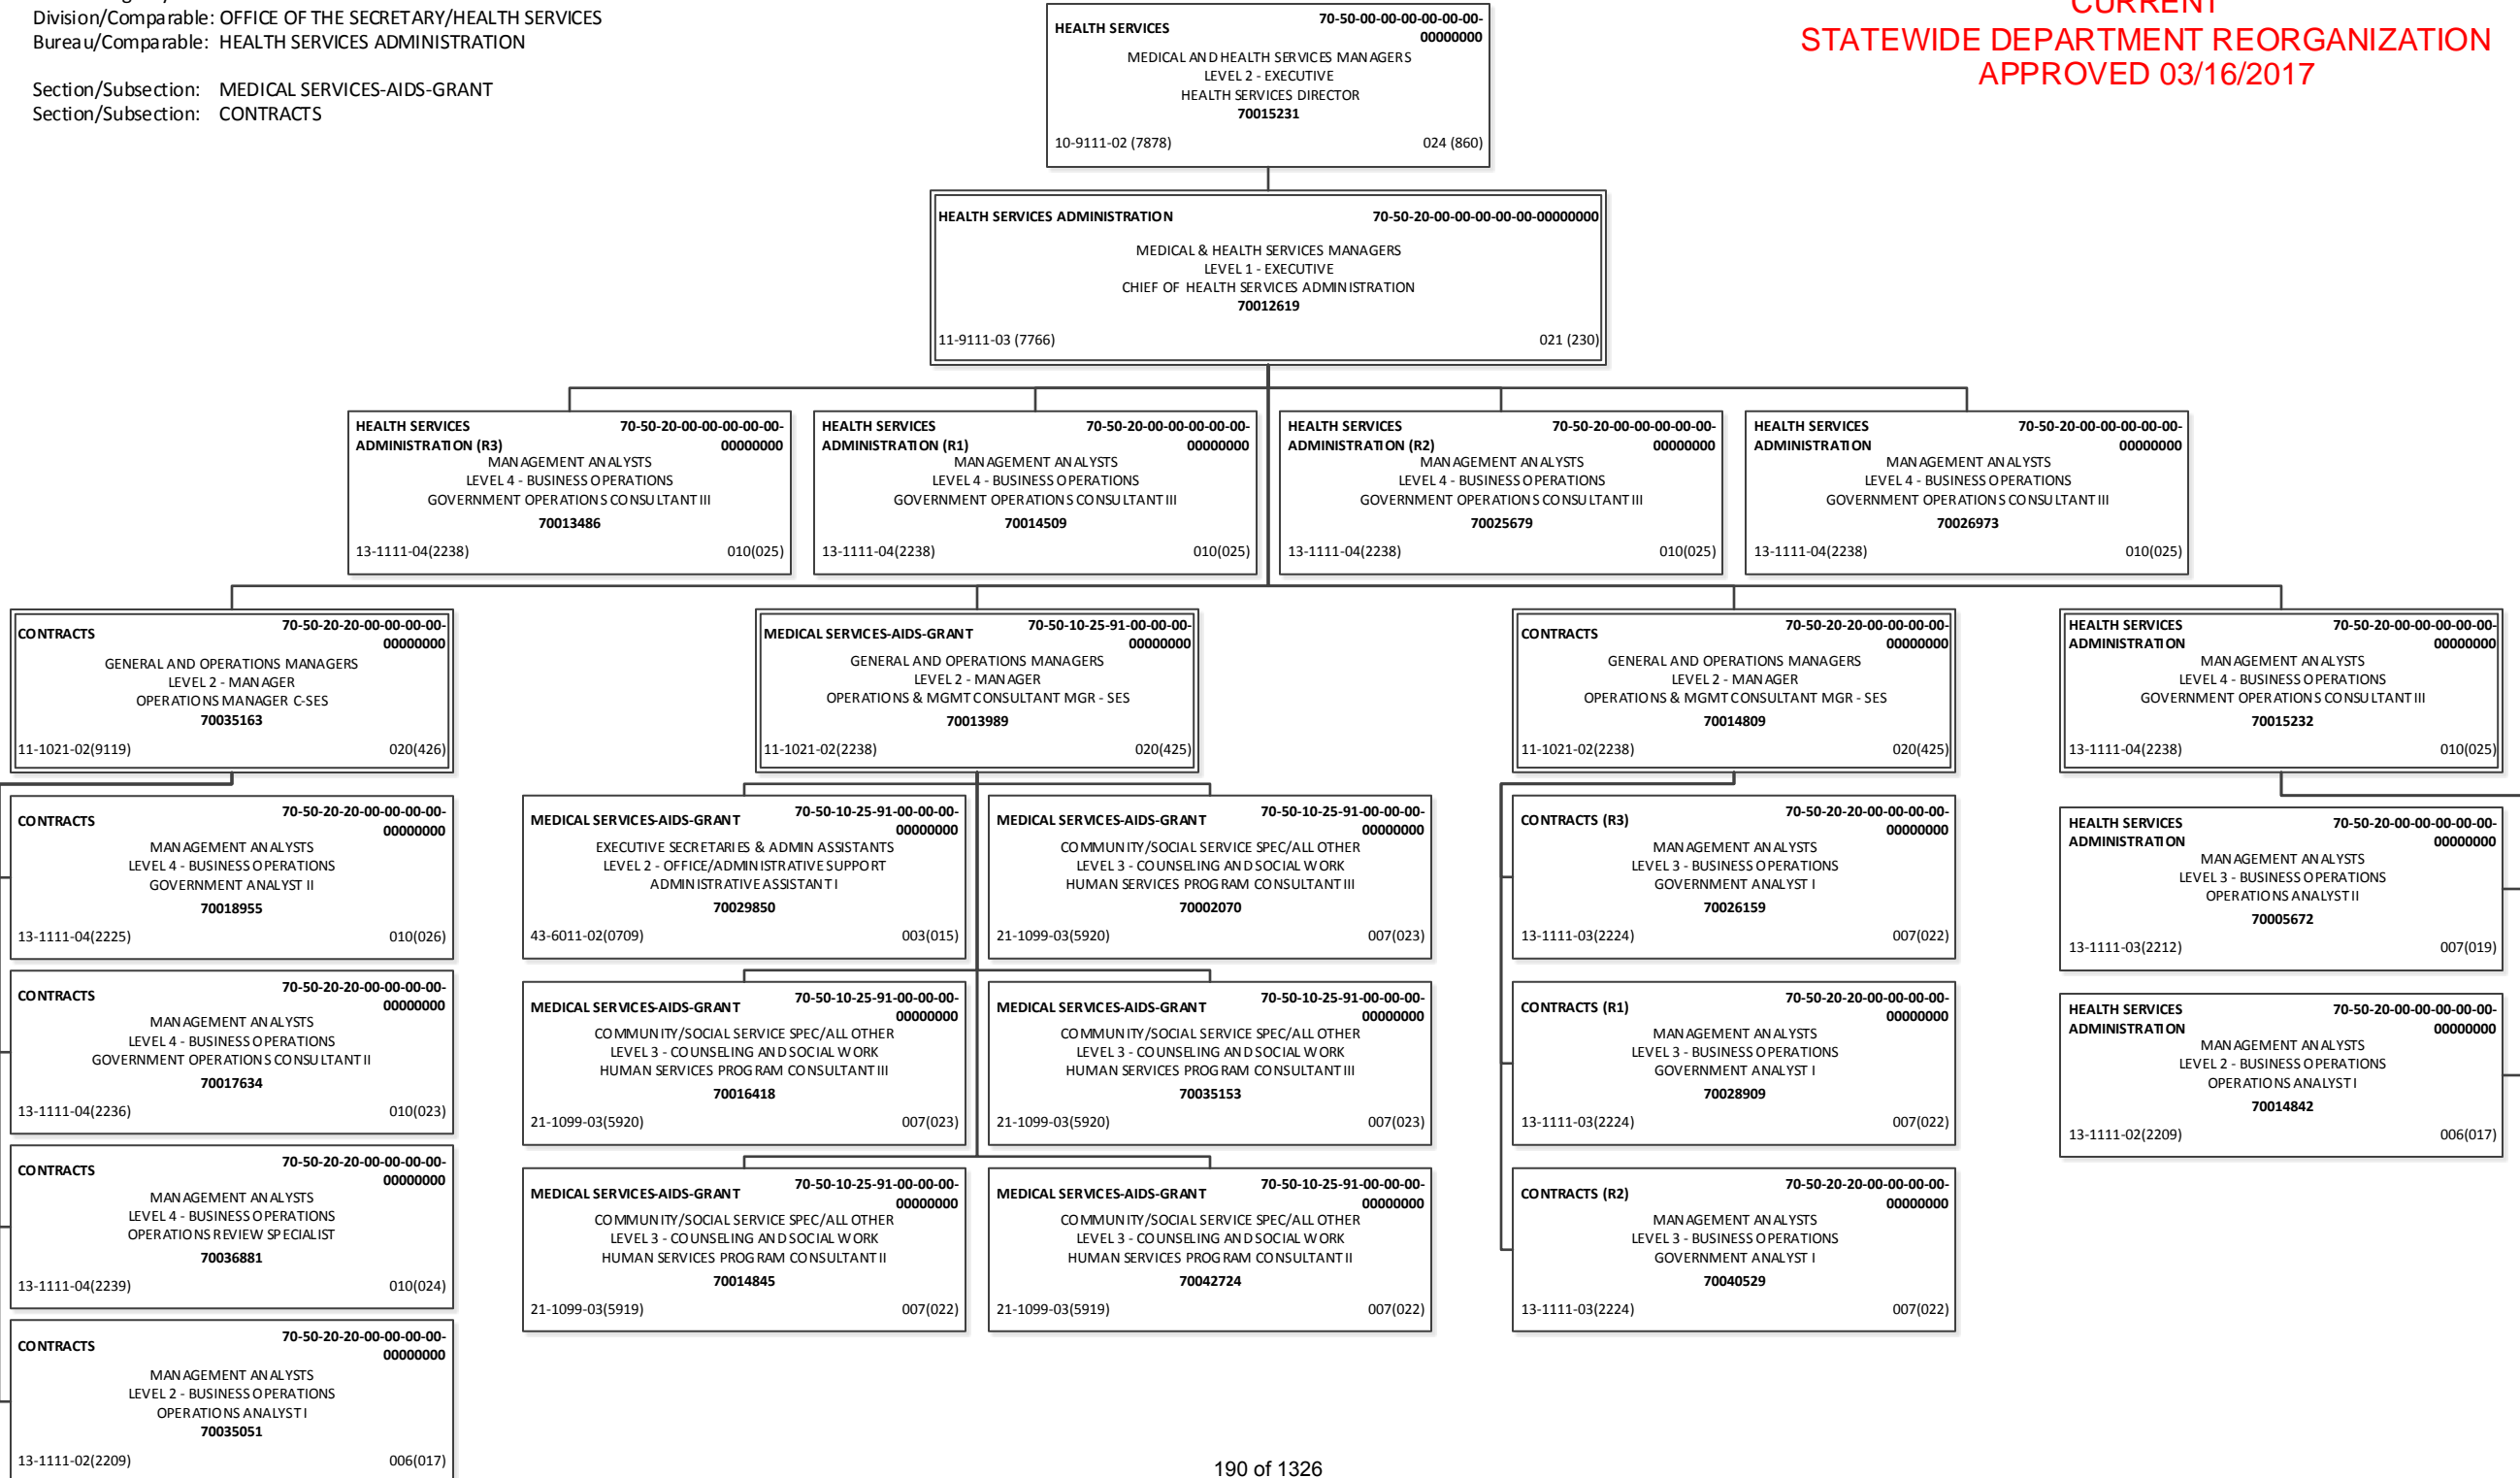 Division/Comparable: OFFICE OF THE SECRETARY/HEALTH SERVICES
Bureau/Comparable: HEALTH SERVICES ADMINISTRATION
Section/Subsection: MEDICAL SERVICES-AIDS-GRANT
Section/Subsection: CONTRACTS
CURRENT
STATEWIDE DEPARTMENT REORGANIZATION
APPROVED 03/16/2017
HEALTH SERVICES 70-50-00-00-00-00-00-00-
00000000
MEDICAL AND HEALTH SERVICES MANAGERS
LEVEL 2 - EXECUTIVE
HEALTH SERVICES DIRECTOR
70015231
10-9111-02 (7878) 024 (860)
HEALTH SERVICES ADMINISTRATION 70-50-20-00-00-00-00-00-00000000
MEDICAL & HEALTH SERVICES MANAGERS
LEVEL 1 - EXECUTIVE
CHIEF OF HEALTH SERVICES ADMINISTRATION
70012619
11-9111-03 (7766) 021 (230)
HEALTH SERVICES 70-50-20-00-00-00-00-00-
ADMINISTRATION (R3) 00000000
MANAGEMENT ANALYSTS
LEVEL 4 - BUSINESS OPERATIONS
GOVERNMENT OPERATIONS CONSULTANT III
70013486
13-1111-04(2238) 010(025)
HEALTH SERVICES 70-50-20-00-00-00-00-00-
ADMINISTRATION (R1) 00000000
MANAGEMENT ANALYSTS
LEVEL 4 - BUSINESS OPERATIONS
GOVERNMENT OPERATIONS CONSULTANT III
70014509
13-1111-04(2238) 010(025)
HEALTH SERVICES 70-50-20-00-00-00-00-00-
ADMINISTRATION (R2) 00000000
MANAGEMENT ANALYSTS
LEVEL 4 - BUSINESS OPERATIONS
GOVERNMENT OPERATIONS CONSULTANT III
70025679
13-1111-04(2238) 010(025)
HEALTH SERVICES 70-50-20-00-00-00-00-00-
ADMINISTRATION 00000000
MANAGEMENT ANALYSTS
LEVEL 4 - BUSINESS OPERATIONS
GOVERNMENT OPERATIONS CONSULTANT III
70026973
13-1111-04(2238) 010(025)
CONTRACTS 70-50-20-20-00-00-00-00-
00000000
GENERAL AND OPERATIONS MANAGERS
LEVEL 2 - MANAGER
OPERATIONS MANAGER C-SES
70035163
11-1021-02(9119) 020(426)
MEDICAL SERVICES-AIDS-GRANT 70-50-10-25-91-00-00-00-
00000000
GENERAL AND OPERATIONS MANAGERS
LEVEL 2 - MANAGER
OPERATIONS & MGMT CONSULTANT MGR - SES
70013989
11-1021-02(2238) 020(425)
CONTRACTS 70-50-20-20-00-00-00-00-
00000000
GENERAL AND OPERATIONS MANAGERS
LEVEL 2 - MANAGER
OPERATIONS & MGMT CONSULTANT MGR - SES
70014809
11-1021-02(2238) 020(425)
HEALTH SERVICES 70-50-20-00-00-00-00-00-
ADMINISTRATION 00000000
MANAGEMENT ANALYSTS
LEVEL 4 - BUSINESS OPERATIONS
GOVERNMENT OPERATIONS CONSULTANT III
70015232
13-1111-04(2238) 010(025)
CONTRACTS 70-50-20-20-00-00-00-00-
00000000
MANAGEMENT ANALYSTS
LEVEL 4 - BUSINESS OPERATIONS
GOVERNMENT ANALYST II
70018955
13-1111-04(2225) 010(026)
MEDICAL SERVICES-AIDS-GRANT 70-50-10-25-91-00-00-00-
00000000
EXECUTIVE SECRETARIES & ADMIN ASSISTANTS
LEVEL 2 - OFFICE/ADMINISTRATIVE SUPPORT
ADMINISTRATIVE ASSISTANT I
70029850
43-6011-02(0709) 003(015)
MEDICAL SERVICES-AIDS-GRANT 70-50-10-25-91-00-00-00-
00000000
COMMUNITY/SOCIAL SERVICE SPEC/ALL OTHER
LEVEL 3 - COUNSELING AND SOCIAL WORK
HUMAN SERVICES PROGRAM CONSULTANT III
70002070
21-1099-03(5920) 007(023)
CONTRACTS (R3) 70-50-20-20-00-00-00-00-
00000000
MANAGEMENT ANALYSTS
LEVEL 3 - BUSINESS OPERATIONS
GOVERNMENT ANALYST I
70026159
13-1111-03(2224) 007(022)
HEALTH SERVICES 70-50-20-00-00-00-00-00-
ADMINISTRATION 00000000
MANAGEMENT ANALYSTS
LEVEL 3 - BUSINESS OPERATIONS
OPERATIONS ANALYST II
70005672
13-1111-03(2212) 007(019)
CONTRACTS 70-50-20-20-00-00-00-00-
00000000
MANAGEMENT ANALYSTS
LEVEL 4 - BUSINESS OPERATIONS
GOVERNMENT OPERATIONS CONSULTANT II
70017634
13-1111-04(2236) 010(023)
MEDICAL SERVICES-AIDS-GRANT 70-50-10-25-91-00-00-00-
00000000
COMMUNITY/SOCIAL SERVICE SPEC/ALL OTHER
LEVEL 3 - COUNSELING AND SOCIAL WORK
HUMAN SERVICES PROGRAM CONSULTANT III
70016418
21-1099-03(5920) 007(023)
MEDICAL SERVICES-AIDS-GRANT 70-50-10-25-91-00-00-00-
00000000
COMMUNITY/SOCIAL SERVICE SPEC/ALL OTHER
LEVEL 3 - COUNSELING AND SOCIAL WORK
HUMAN SERVICES PROGRAM CONSULTANT III
70035153
21-1099-03(5920) 007(023)
CONTRACTS (R1) 70-50-20-20-00-00-00-00-
00000000
MANAGEMENT ANALYSTS
LEVEL 3 - BUSINESS OPERATIONS
GOVERNMENT ANALYST I
70028909
13-1111-03(2224) 007(022)
HEALTH SERVICES 70-50-20-00-00-00-00-00-
ADMINISTRATION 00000000
MANAGEMENT ANALYSTS
LEVEL 2 - BUSINESS OPERATIONS
OPERATIONS ANALYST I
70014842
13-1111-02(2209) 006(017)
CONTRACTS 70-50-20-20-00-00-00-00-
00000000
MANAGEMENT ANALYSTS
LEVEL 4 - BUSINESS OPERATIONS
OPERATIONS REVIEW SPECIALIST
70036881
13-1111-04(2239) 010(024)
MEDICAL SERVICES-AIDS-GRANT 70-50-10-25-91-00-00-00-
00000000
COMMUNITY/SOCIAL SERVICE SPEC/ALL OTHER
LEVEL 3 - COUNSELING AND SOCIAL WORK
HUMAN SERVICES PROGRAM CONSULTANT II
70014845
21-1099-03(5919) 007(022)
MEDICAL SERVICES-AIDS-GRANT 70-50-10-25-91-00-00-00-
00000000
COMMUNITY/SOCIAL SERVICE SPEC/ALL OTHER
LEVEL 3 - COUNSELING AND SOCIAL WORK
HUMAN SERVICES PROGRAM CONSULTANT II
70042724
21-1099-03(5919) 007(022)
CONTRACTS (R2) 70-50-20-20-00-00-00-00-
00000000
MANAGEMENT ANALYSTS
LEVEL 3 - BUSINESS OPERATIONS
GOVERNMENT ANALYST I
70040529
13-1111-03(2224) 007(022)
CONTRACTS 70-50-20-20-00-00-00-00-
00000000
MANAGEMENT ANALYSTS
LEVEL 2 - BUSINESS OPERATIONS
OPERATIONS ANALYST I
70035051
13-1111-02(2209) 006(017)
190 of 1326